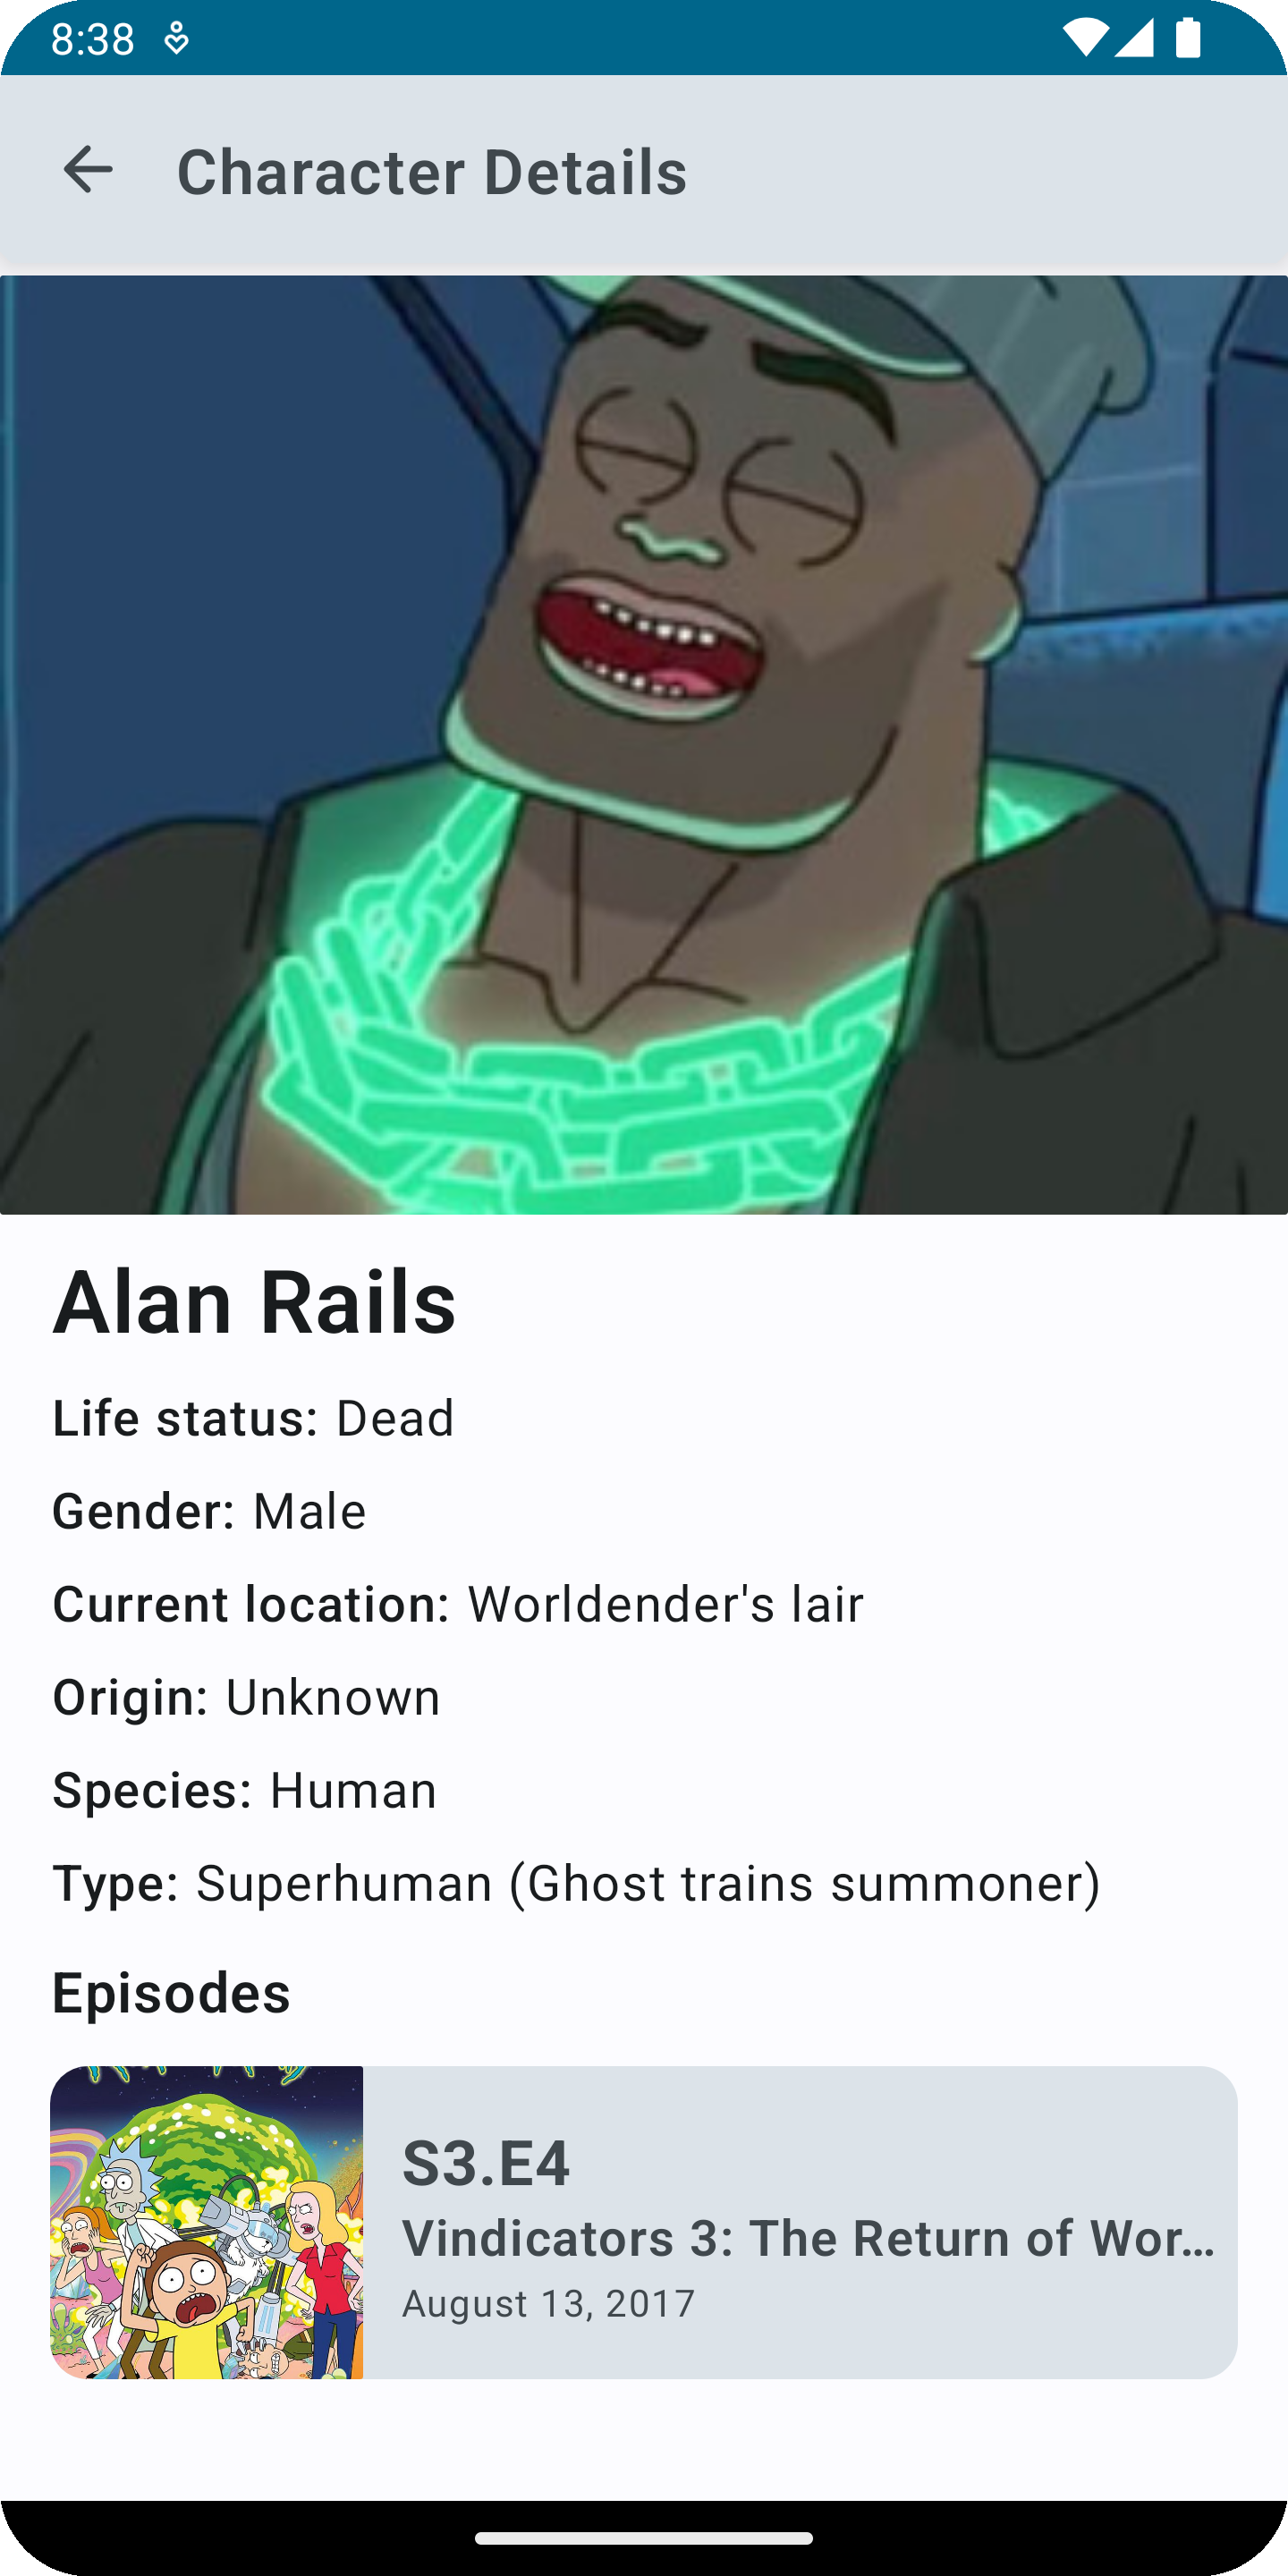 8:38
Character Details
Alan Rails
Life status: Dead
Gender: Male
Current location: Worldender's lair
Origin: Unknown
Species: Human
Type: Superhuman (Ghost trains summoner)
Episodes
S3.E4
Vindicators 3: The Return of Wor...
August 13, 2017